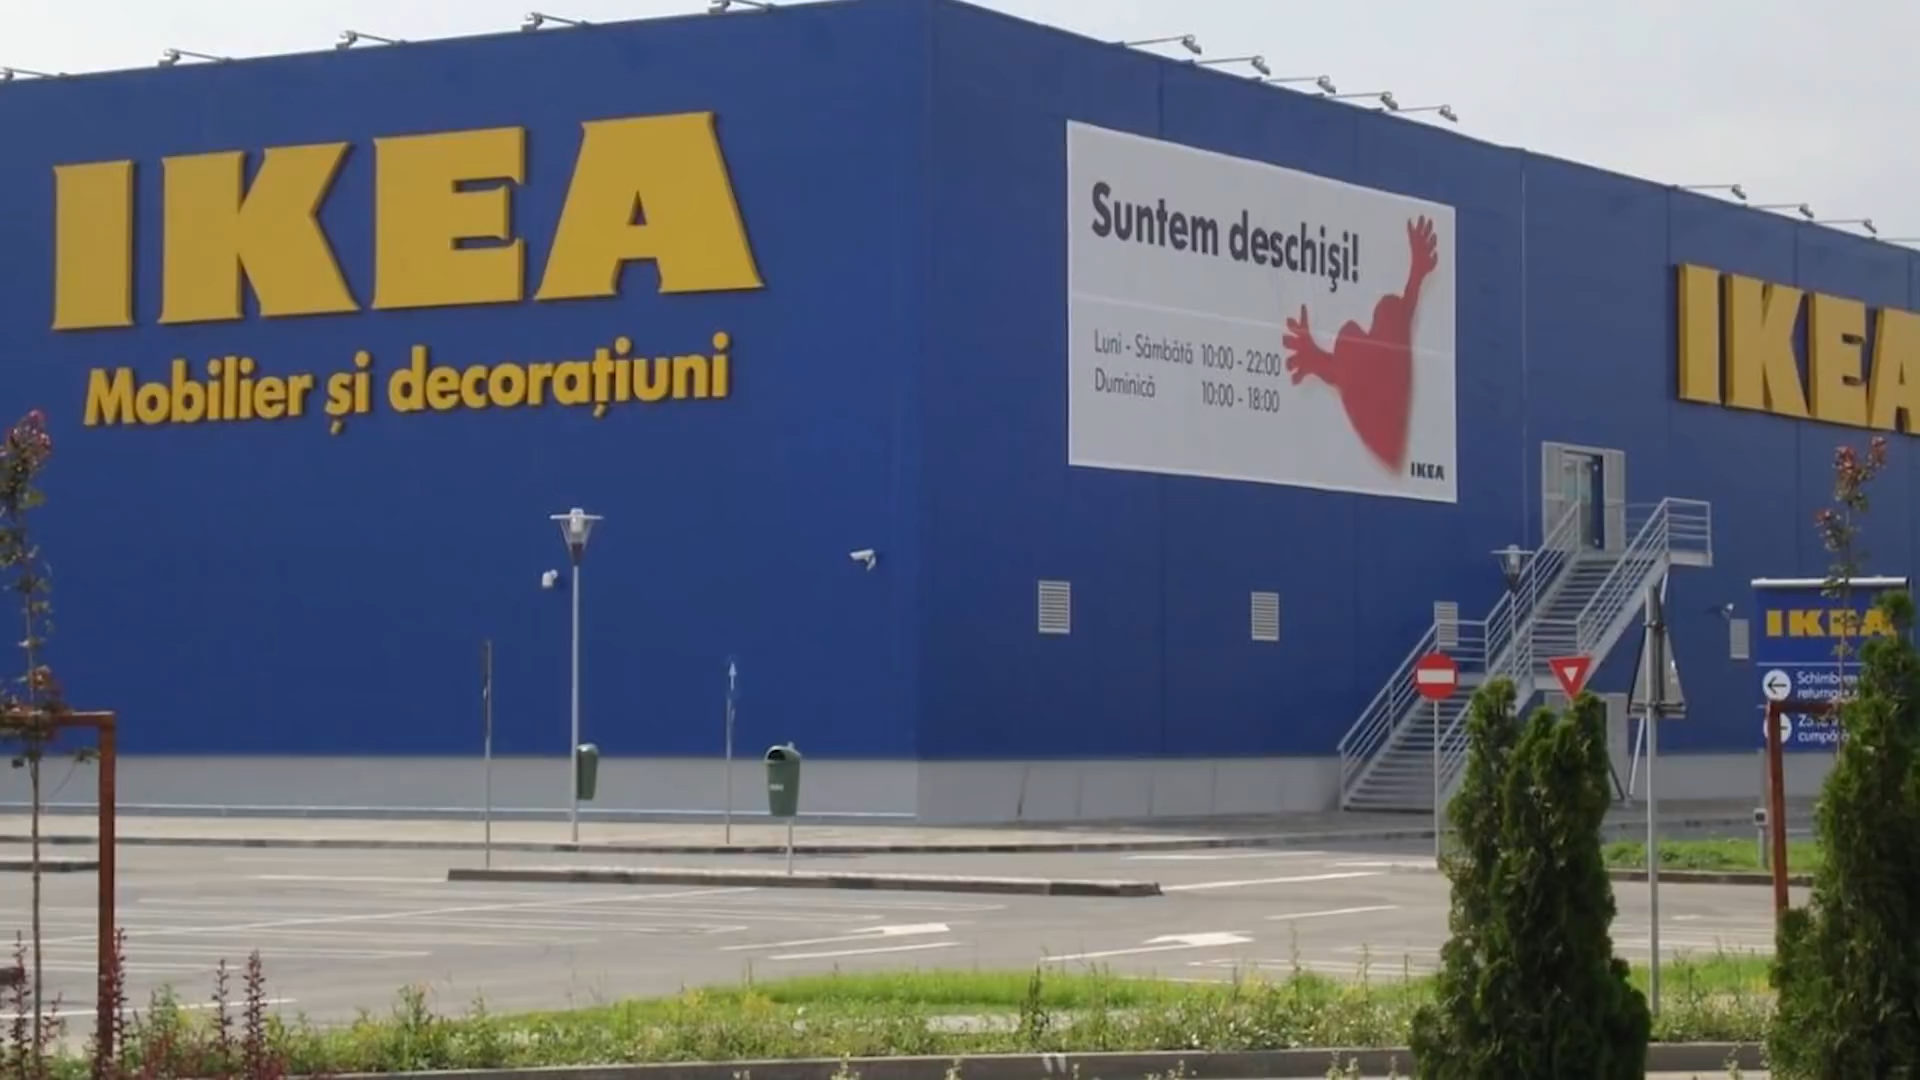 IKEA
Mobilier și decorațiuni
Suntem deschişi!
Luni - Sâmbătă 10:00 - 22:00
Duminică 10:00 - 18:00
IKEA
IKEA
IKEA